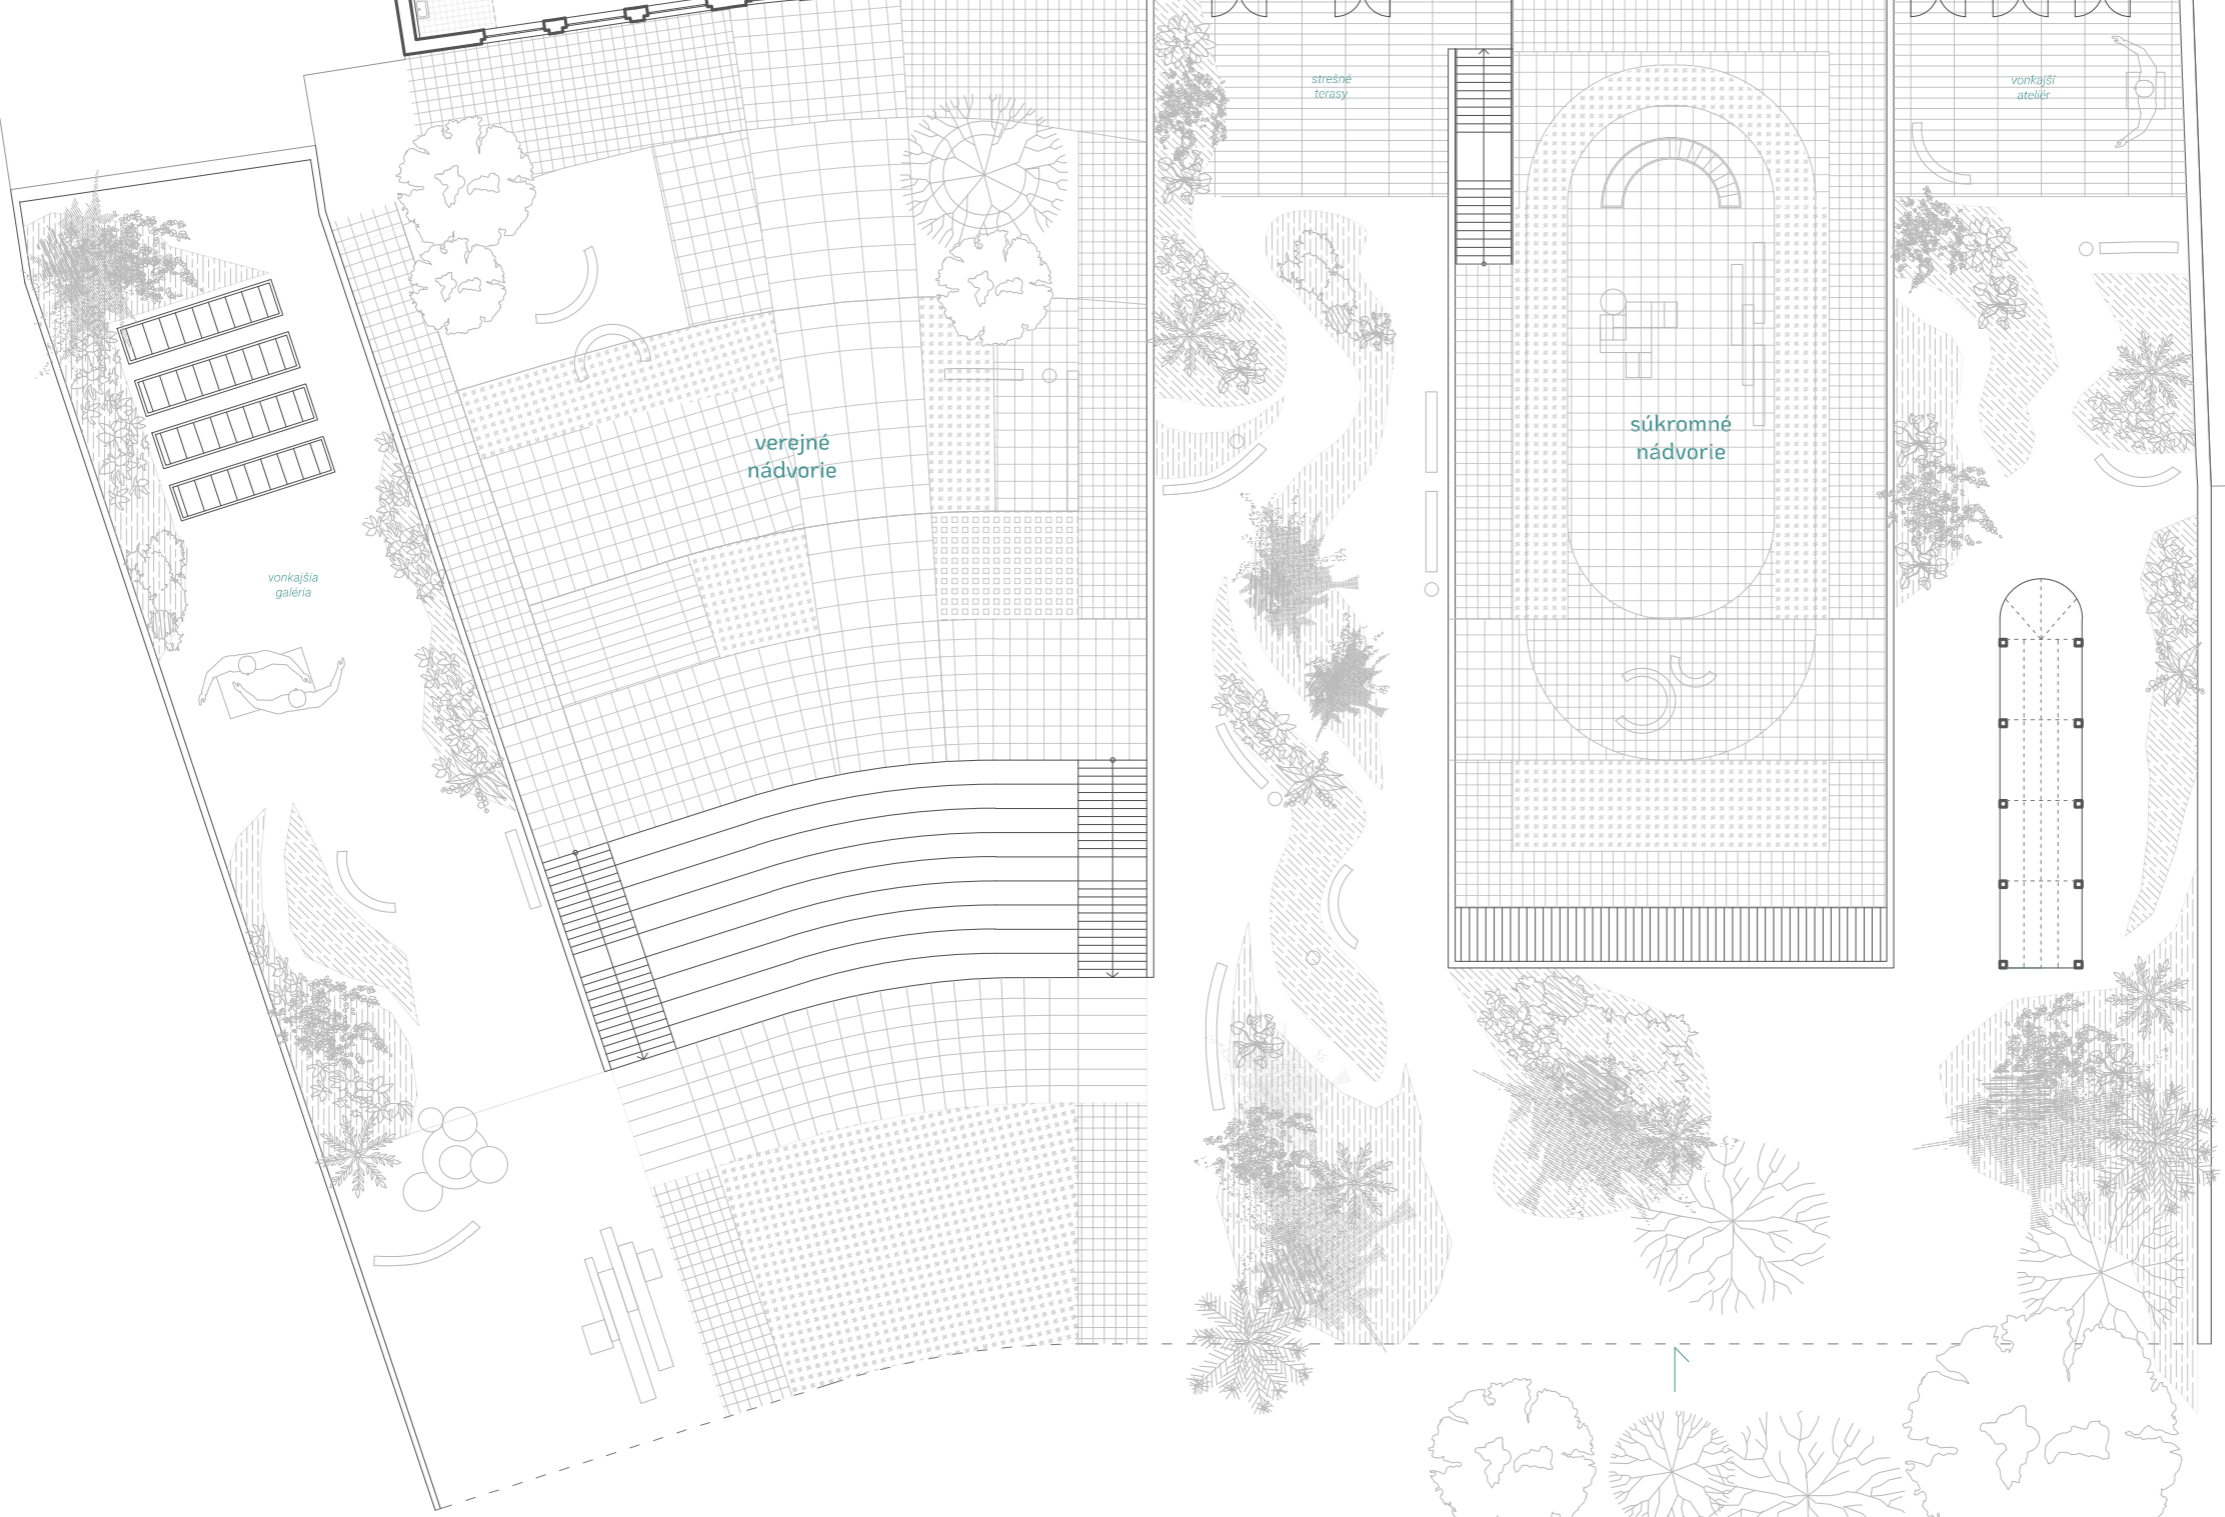 strešné
terasy
vonkajší
ateliér
verejné
nádvorie
súkromné
nádvorie
vonkajšia
galéria